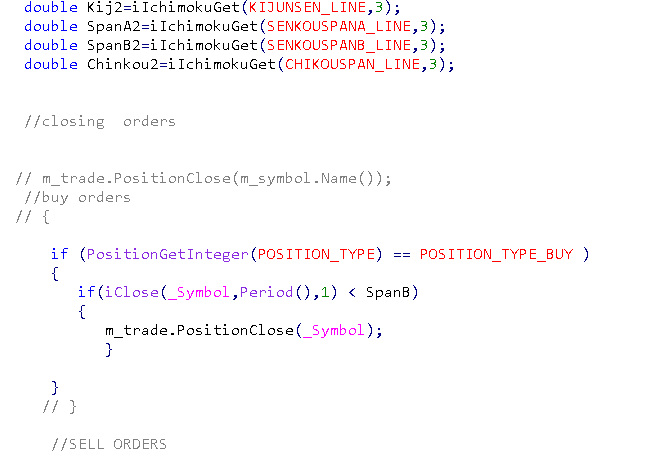 double Kij2=iIchimokuGet(KIJUNSEN_LINE,3);
double SpanA2=iIchimokuGet(SENKOUSPANA_LINE,3);
double SpanB2=iIchimokuGet(SENKOUSPANB_LINE,3);
double Chinkou2=iIchimokuGet(CHIKOUSPAN_LINE,3);
//closing  orders
// m_trade.PositionClose(m_symbol.Name());
//buy orders
// {
if (PositionGetInteger(POSITION_TYPE) == POSITION_TYPE_BUY )
{
if(iClose(_Symbol,Period(),1) < SpanB)
{
m_trade.PositionClose(_Symbol);
}
}
// }
//SELL ORDERS